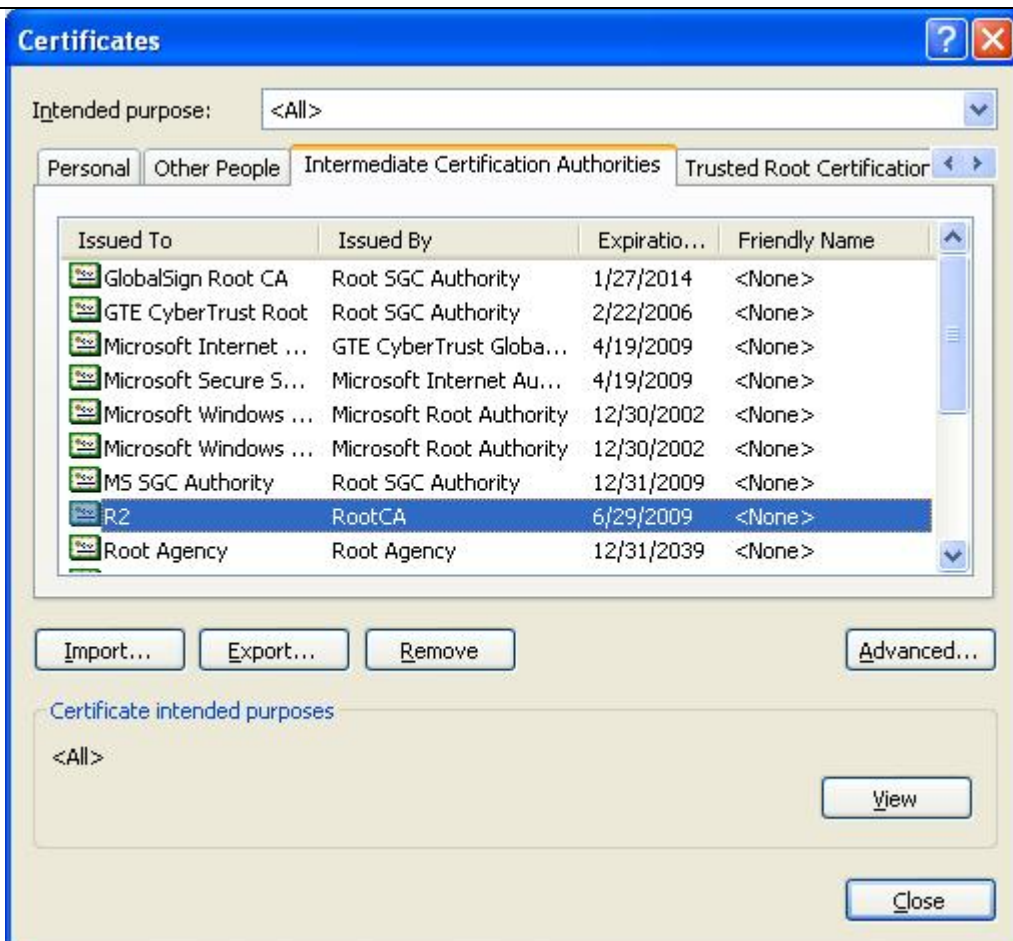 Certificates
Intended purpose: <All>
Personal Other People Intermediate Certification Authorities Trusted Root Certification
Issued To Issued By Expiratio... Friendly Name
GlobalSign Root CA Root SGC Authority 1/27/2014 <None>
GTE CyberTrust Root Root SGC Authority 2/22/2006 <None>
Microsoft Internet ... GTE CyberTrust Globa... 4/19/2009 <None>
Microsoft Secure S... Microsoft Internet Au... 4/19/2009 <None>
Microsoft Windows ... Microsoft Root Authority 12/30/2002 <None>
Microsoft Windows ... Microsoft Root Authority 12/30/2002 <None>
MS SGC Authority Root SGC Authority 12/31/2009 <None>
R2 RootCA 6/29/2009 <None>
Root Agency Root Agency 12/31/2039 <None>
Import... Export... Remove Advanced...
Certificate intended purposes
<All>
View
Close